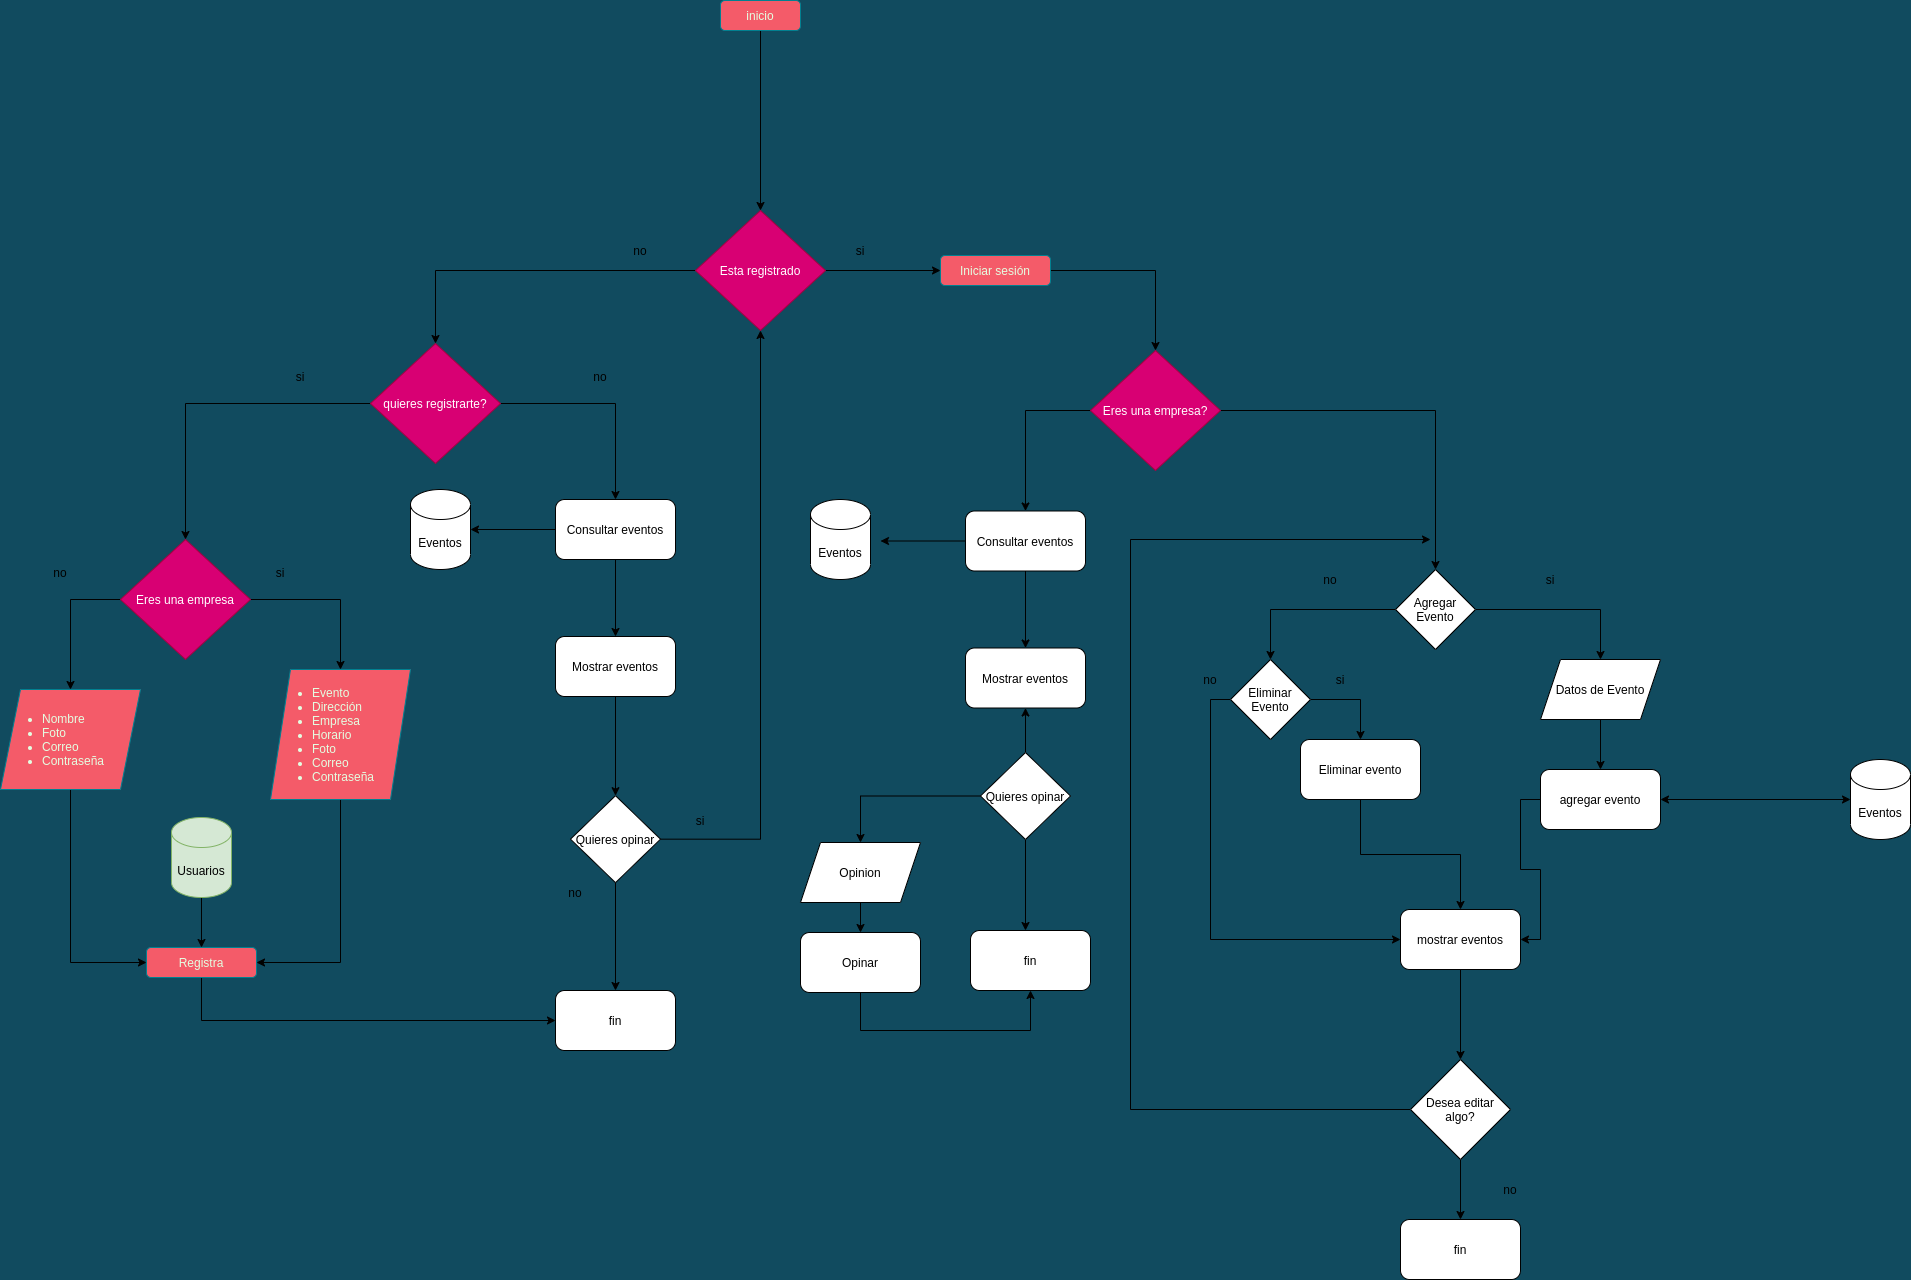 inicio
no
si
Esta registrado
Iniciar sesión
si
no
quieres registrarte?
Eres una empresa?
Consultar eventos
Eventos
Consultar eventos
Eventos
no
si
Eres una empresa
no
si
Agregar
Evento
Mostrar eventos
Mostrar eventos
no
si
Eliminar
Evento
Datos de Evento
• Nombre
• Foto
• Correo
• Contraseña
• Evento
• Dirección
• Empresa
• Horario
• Foto
• Correo
• Contraseña
Eliminar evento
agregar evento
Eventos
Quieres opinar
si
Quieres opinar
no
Usuarios
Opinion
mostrar eventos
Registra
Opinar
fin
fin
Desea editar
algo?
no
fin